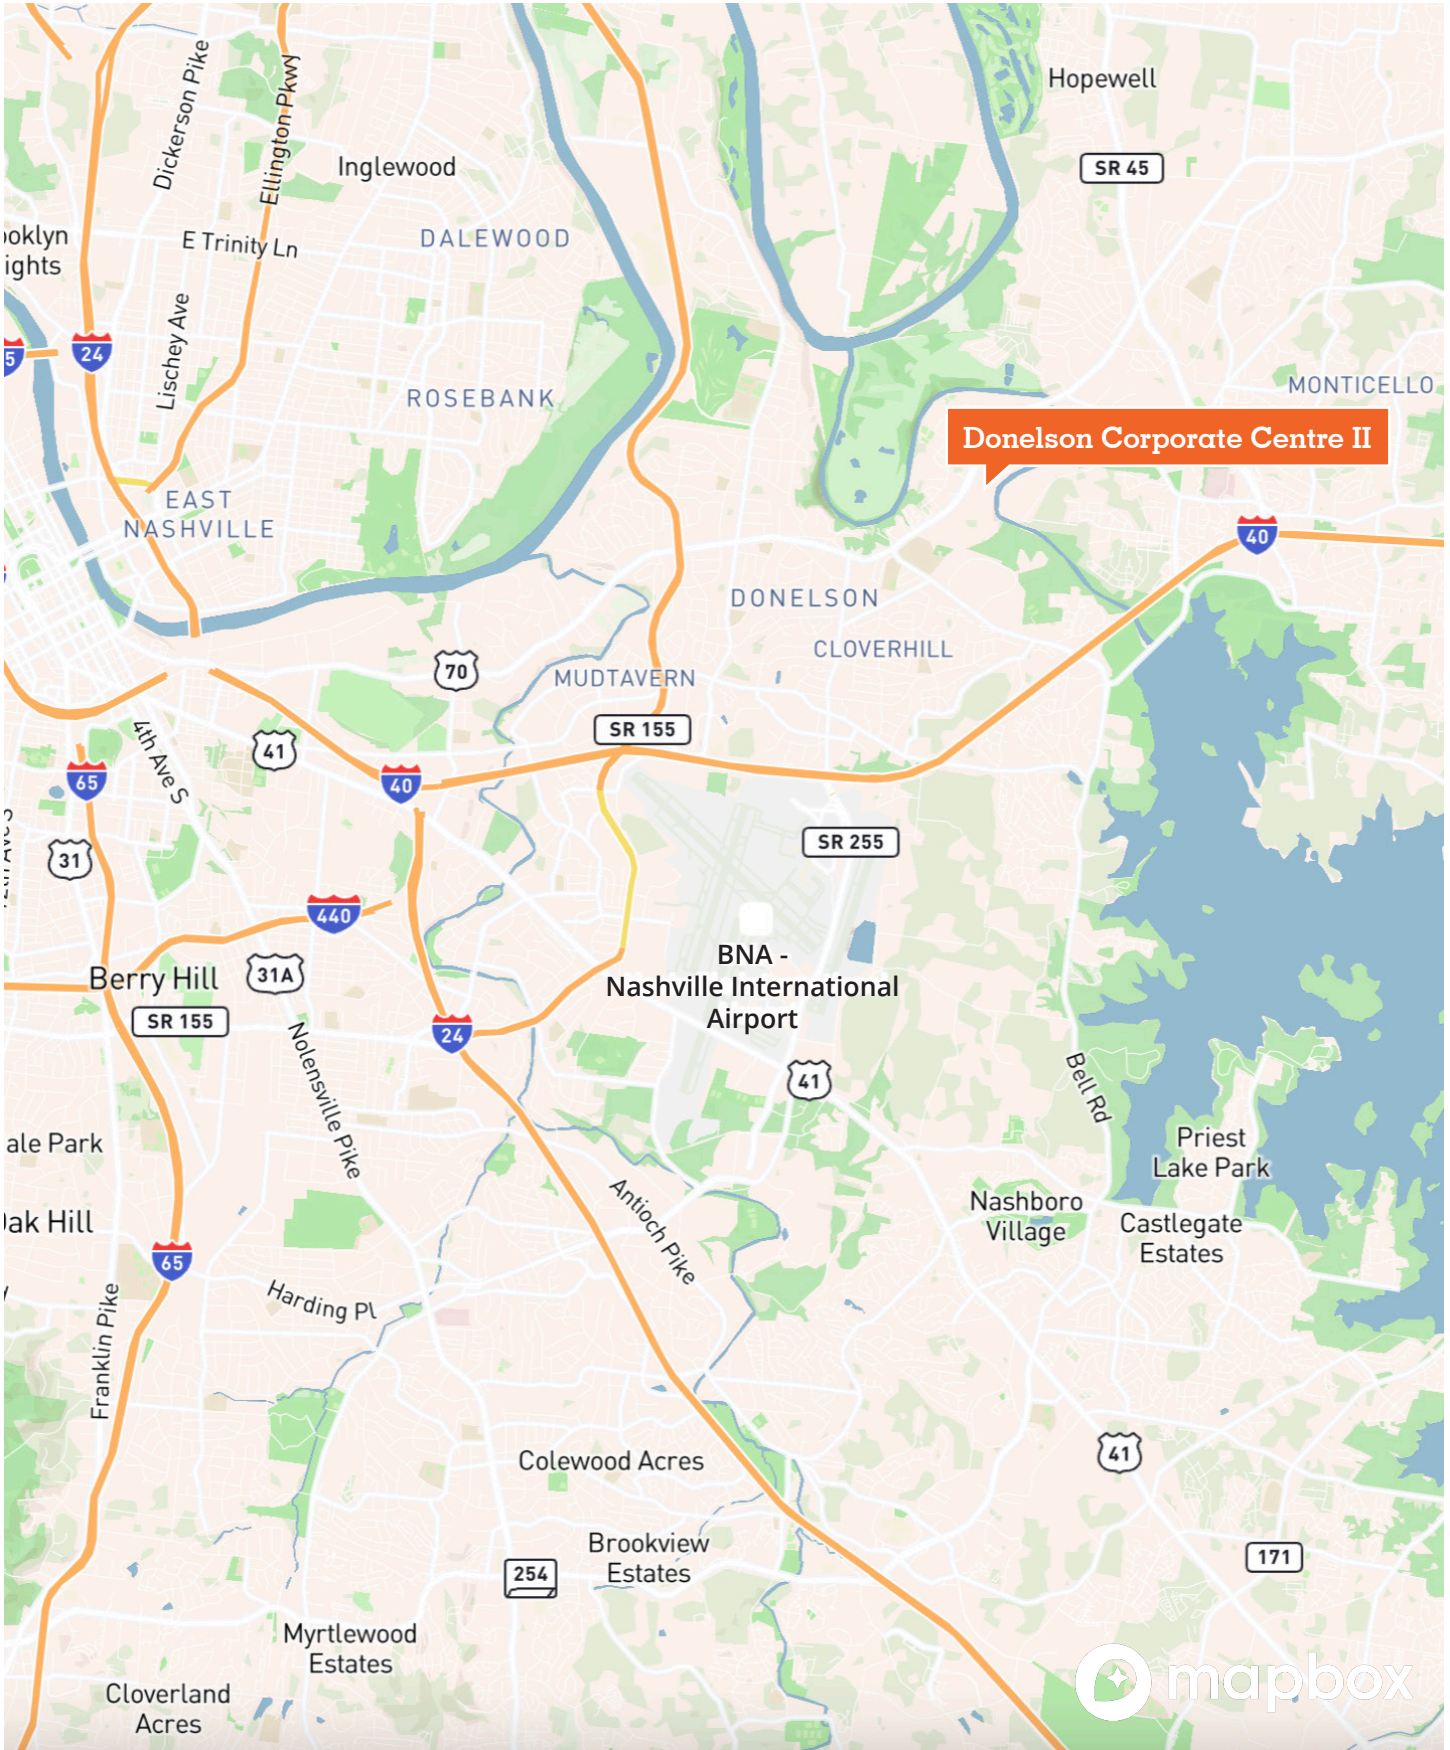 Hopewell
Dickerson Pike
Ellington Pkwy
Inglewood
SR 45
DALEWOOD
ooklyn
ights
E Trinity Ln
Lischey Ave
5
24
ROSEBANK
MONTICELLO
Donelson Corporate Centre II
EAST
NASHVILLE
40
DONELSON
CLOVERHILL
70
MUDTAVERN
SR 155
4th Ave S
41
65
40
31
SR 255
440
BNA -
Nashville International
Airport
Berry Hill
31A
SR 155
24
Nolensville Pike
41
Bell Rd
ale Park
Priest
Lake Park
Antioch Pike
Nashboro
Village
Oak Hill
Castlegate
Estates
65
Harding Pl
Franklin Pike
41
Colewood Acres
Brookview
Estates
254
171
Myrtlewood
Estates
Cloverland
Acres
mapbox